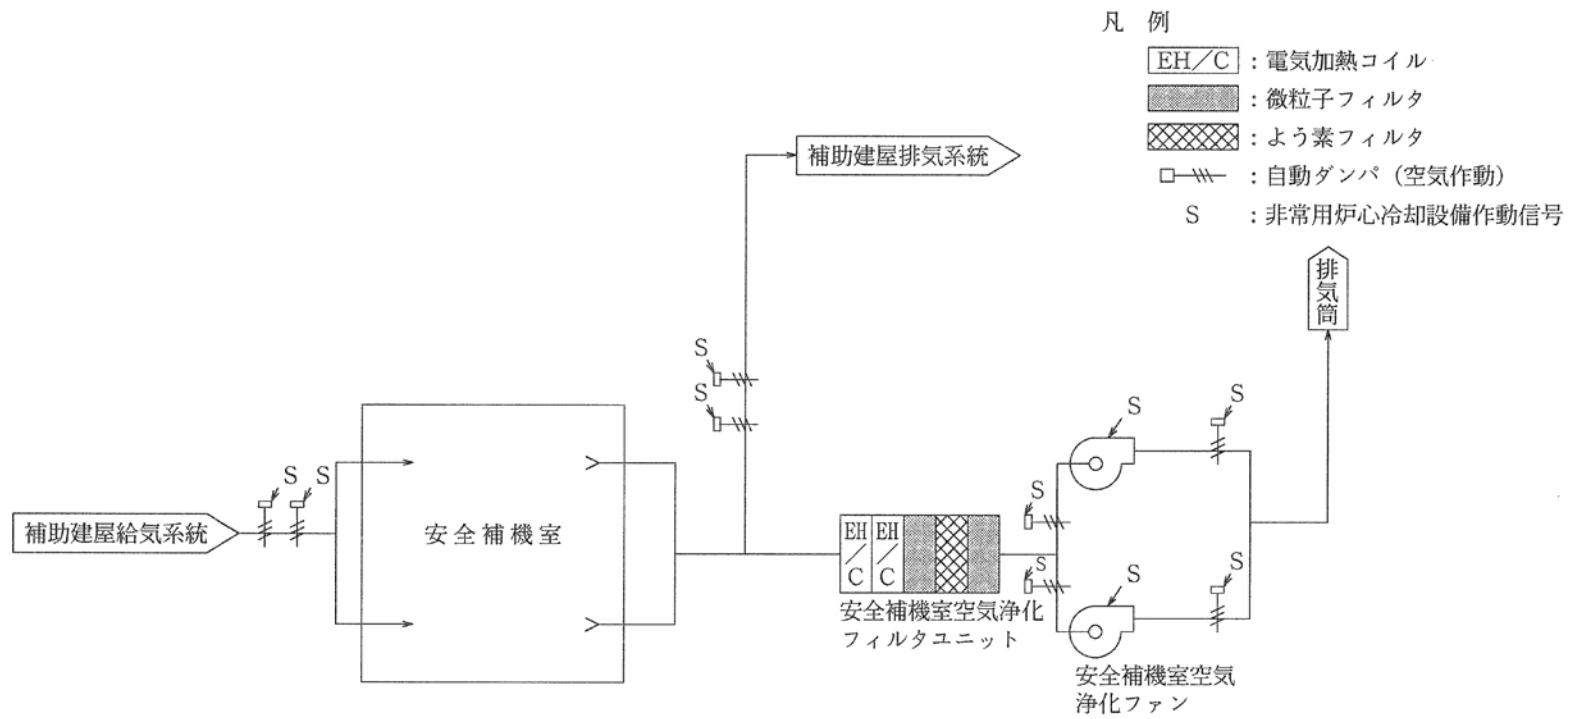 凡 例
EH/C : 電気加熱コイル
: 微粒子フィルタ
: よう素フィルタ
: 自動ダンパ(空気作動)
S : 非常用炉心冷却設備作動信号
補助建屋排気系統
排気筒
S
S
S
S
S
S
補助建屋給気系統
安全補機室
S
S
EH/C
EH/C
安全補機室空気浄化
フィルタユニット
S
S
S
S
安全補機室空気
浄化ファン